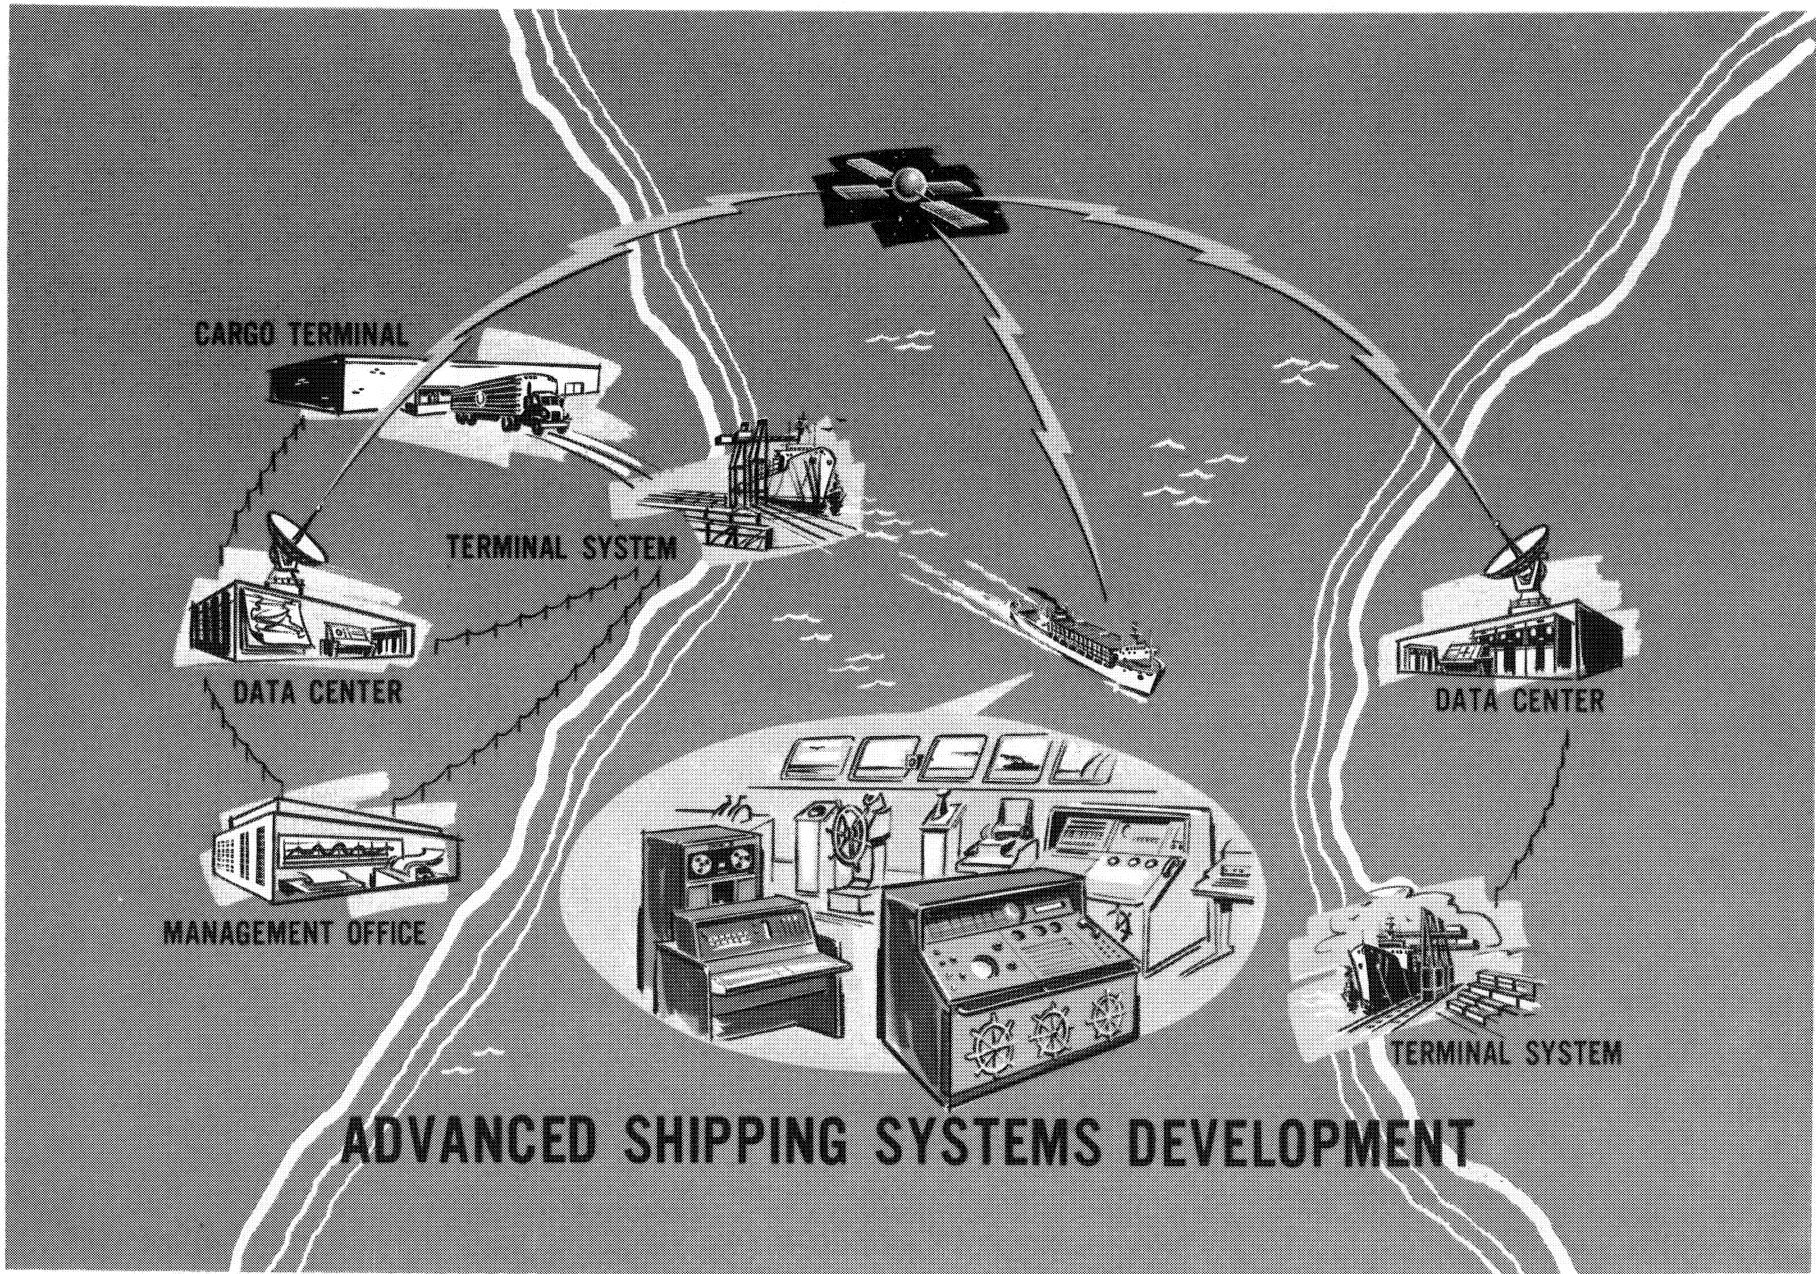 CARGO TERMINAL
TERMINAL SYSTEM
DATA CENTER
DATA CENTER
MANAGEMENT OFFICE
TERMINAL SYSTEM
ADVANCED SHIPPING SYSTEMS DEVELOPMENT